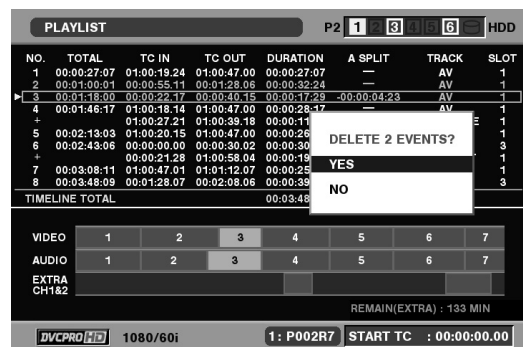 PLAYLIST P2 1 2 3 4 5 6 HDD
NO. TOTAL TC IN TC OUT DURATION A SPLIT TRACK SLOT
1 00:00:27:07 01:00:19.24 01:00:47.00 00:00:27:07 — AV 1
2 00:01:00:01 00:00:55.11 00:01:28.06 00:00:32:24 — AV 1
3 00:01:18:00 00:00:22.17 00:00:40.15 00:00:17:29 -00:00:04:23 AV 1
4 00:01:46:17 01:00:18.14 01:00:47.00 00:00:28:17 — AV 1
+ 01:00:27.21 01:00:39.18 00:00:11 E 1
5 00:02:13:03 01:00:20.15 01:00:47.00 00:00:26 1
6 00:02:43:06 00:00:00.00 00:00:30.02 00:00:30 3
+ 00:00:21.28 01:00:58.04 00:00:19 1
7 00:03:08:11 01:00:47.01 01:01:12.07 00:00:25 1
8 00:03:48:09 00:01:28.07 00:02:08.06 00:00:39 3
TIMELINE TOTAL 00:03:48
DELETE 2 EVENTS?
YES
NO
VIDEO 1 2 3 4 5 6 7
AUDIO 1 2 3 4 5 6 7
EXTRA
CH1&2
REMAIN(EXTRA) : 133 MIN
DVCPRO HD 1080/60i 1: P002R7 START TC : 00:00:00.00